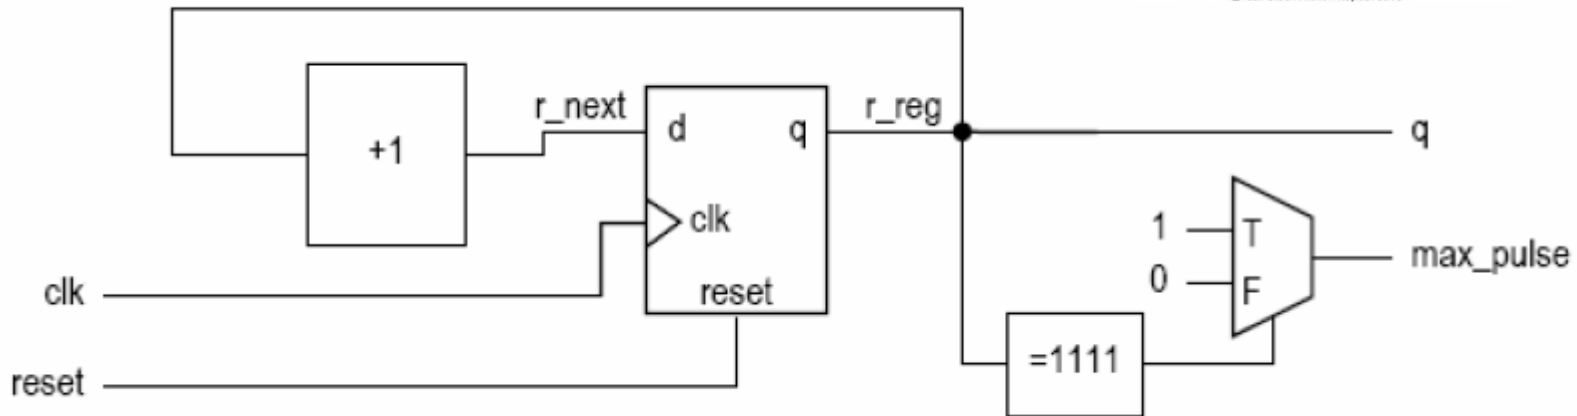 r_next
r_reg
+1
d
q
q
clk
1
T
max_pulse
0
F
clk
reset
=1111
reset